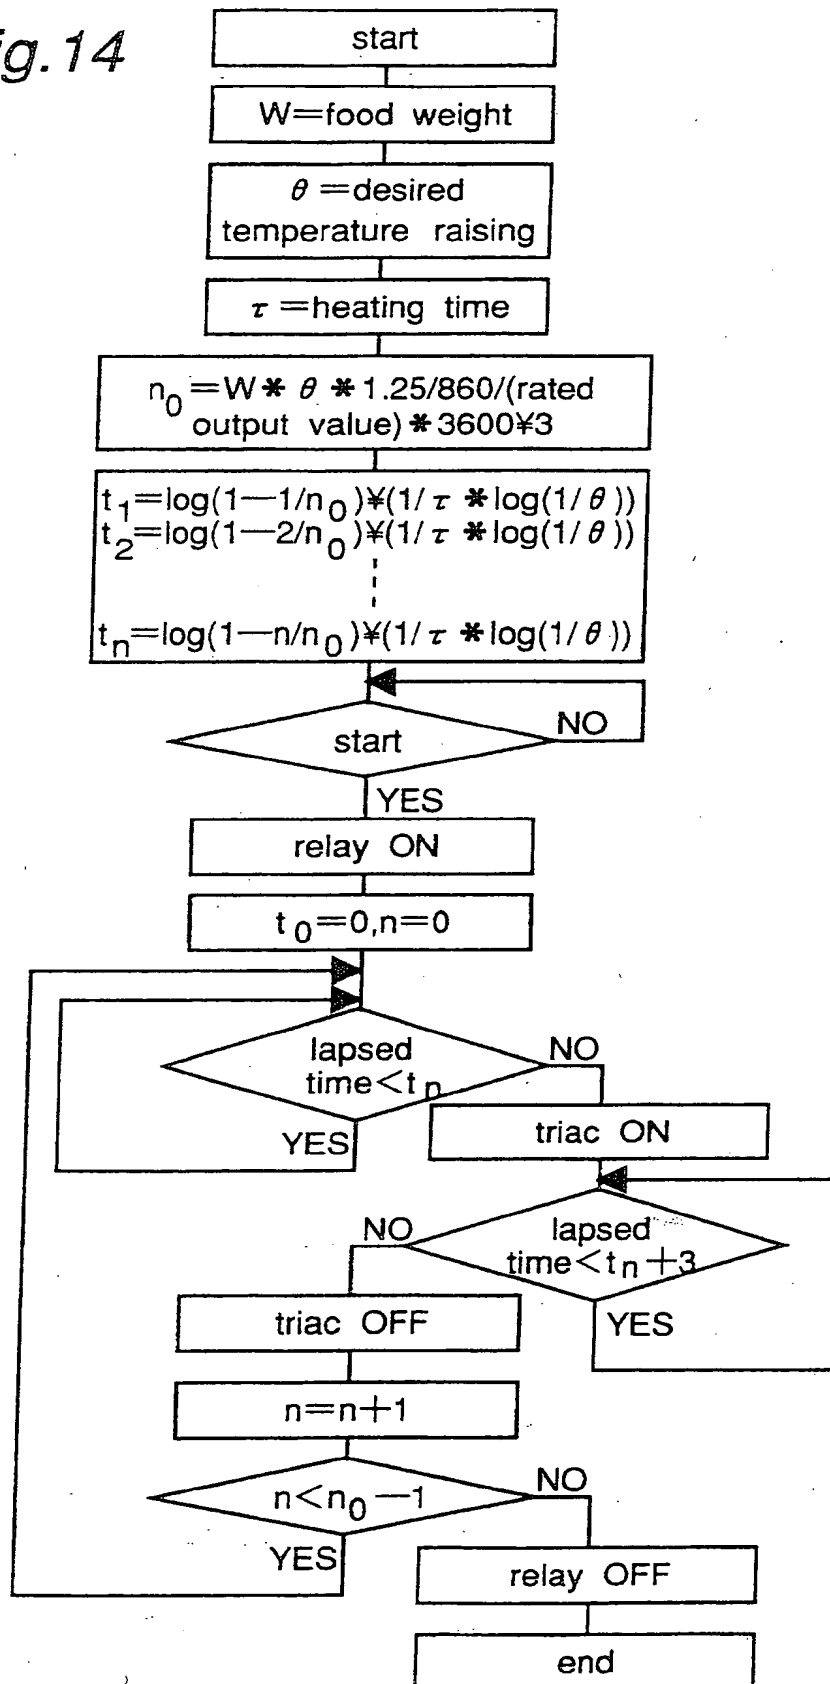 ig.14
start
W=food weight
θ=desired
temperature raising
τ=heating time
n0=W* θ *1.25/860/(rated
output value)*3600¥3
t1=log(1—1/n0)¥(1/τ *log(1/θ))
t2=log(1—2/n0)¥(1/τ *log(1/θ))
tn=log(1—n/n0)¥(1/τ *log(1/θ))
start
NO
YES
relay ON
t0=0,n=0
lapsed
time<tn
NO
YES
triac ON
lapsed
time<tn+3
NO
YES
triac OFF
n=n+1
n<n0—1
NO
YES
relay OFF
end